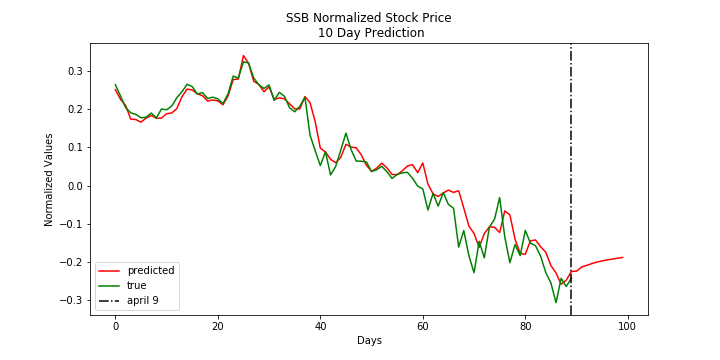 SSB Normalized Stock Price
10 Day Prediction
Normalized Values
0.3
0.2
0.1
0.0
−0.1
−0.2
−0.3
predicted
true
april 9
0 20 40 60 80 100
Days